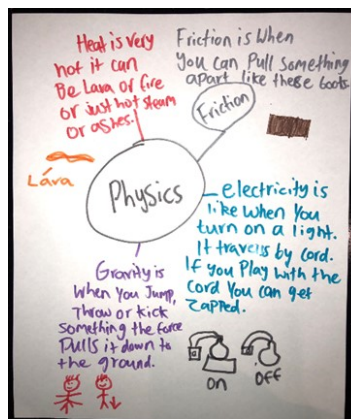 Heat is very
hot it can
Be Lava or fire
or just hot steam
or ashes.
Friction is When
You can Pull something
apart like these
Friction
Láva
Physics
electricity is
like when You
turn on a light.
It travels by cord.
If you Play with the
cord You can get
zapped.
Gravity is
When you Jump,
Throw or kick
something the force
Pulls it down to
the ground.
on
off